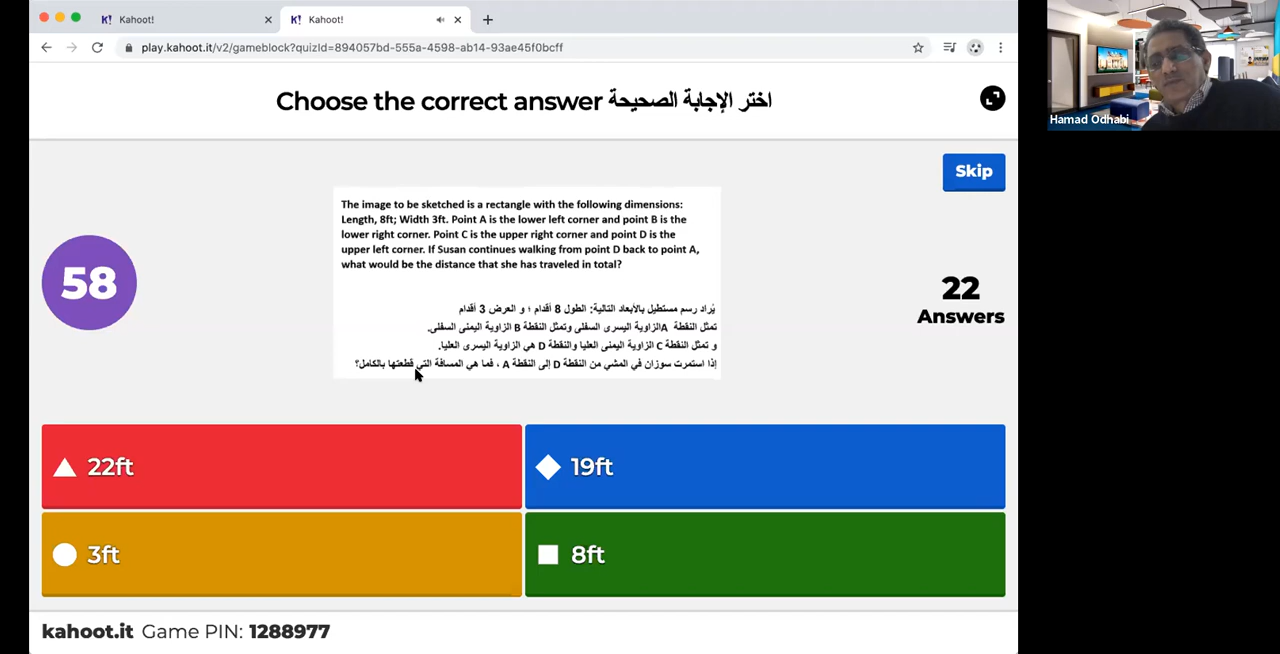 Kahoot!
Kahoot!
play.kahoot.it/v2/gameblock?quizId=894057bd-555a-4598-ab14-93ae45f0bcff
Choose the correct answer اختر الإجابة الصحيحة
Hamad Odhabi
Skip
The image to be sketched is a rectangle with the following dimensions:
Length, 8ft; Width 3ft. Point A is the lower left corner and point B is the
lower right corner. Point C is the upper right corner and point D is the
upper left corner. If Susan continues walking from point D back to point A,
what would be the distance that she has traveled in total?
يُراد رسم مستطيل بالأبعاد التالية: الطول 8 أقدام ؛ و العرض 3 أقدام
تمثل النقطة A الزاوية اليسرى السفلى وتمثل النقطة B الزاوية اليمنى السفلى.
و تمثل النقطة C الزاوية اليمنى العليا والنقطة D هي الزاوية اليسرى العليا.
إذا استمرت سوزان في المشي من النقطة D إلى النقطة A ، فما هي المسافة التي قطعتها بالكامل؟
58
22
Answers
22ft
19ft
3ft
8ft
kahoot.it Game PIN: 1288977